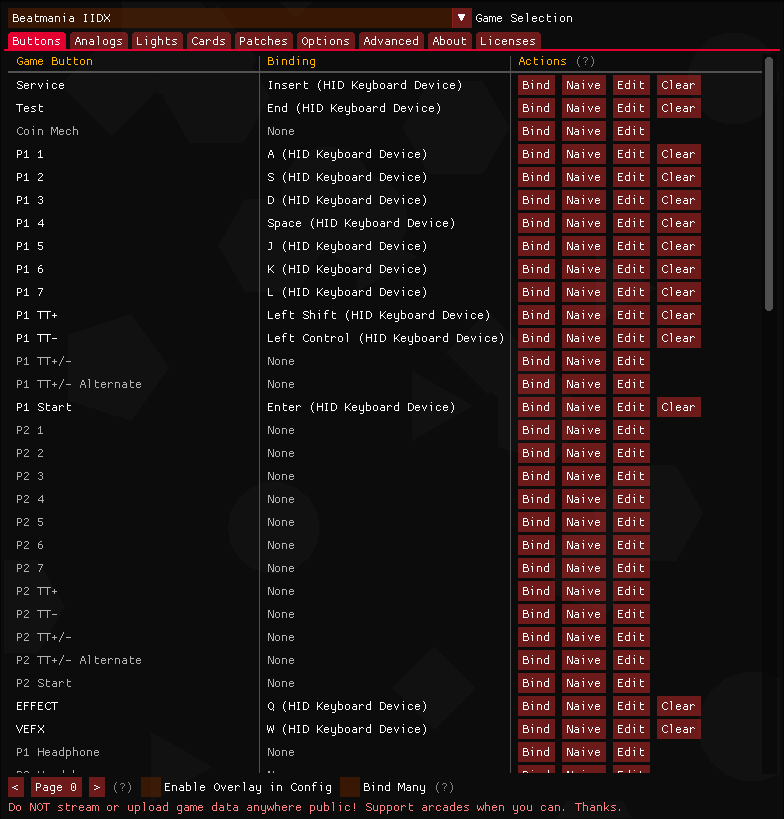 Beatmania IIDX ▼ Game Selection
Buttons Analogs Lights Cards Patches Options Advanced About Licenses
Game Button Binding Actions (?)
Service Insert (HID Keyboard Device) Bind Naive Edit Clear
Test End (HID Keyboard Device) Bind Naive Edit Clear
Coin Mech None Bind Naive Edit
P1 1 A (HID Keyboard Device) Bind Naive Edit Clear
P1 2 S (HID Keyboard Device) Bind Naive Edit Clear
P1 3 D (HID Keyboard Device) Bind Naive Edit Clear
P1 4 Space (HID Keyboard Device) Bind Naive Edit Clear
P1 5 J (HID Keyboard Device) Bind Naive Edit Clear
P1 6 K (HID Keyboard Device) Bind Naive Edit Clear
P1 7 L (HID Keyboard Device) Bind Naive Edit Clear
P1 TT+ Left Shift (HID Keyboard Device) Bind Naive Edit Clear
P1 TT- Left Control (HID Keyboard Device) Bind Naive Edit Clear
P1 TT+/- None Bind Naive Edit
P1 TT+/- Alternate None Bind Naive Edit
P1 Start Enter (HID Keyboard Device) Bind Naive Edit Clear
P2 1 None Bind Naive Edit
P2 2 None Bind Naive Edit
P2 3 None Bind Naive Edit
P2 4 None Bind Naive Edit
P2 5 None Bind Naive Edit
P2 6 None Bind Naive Edit
P2 7 None Bind Naive Edit
P2 TT+ None Bind Naive Edit
P2 TT- None Bind Naive Edit
P2 TT+/- None Bind Naive Edit
P2 TT+/- Alternate None Bind Naive Edit
P2 Start None Bind Naive Edit
EFFECT Q (HID Keyboard Device) Bind Naive Edit Clear
VEFX W (HID Keyboard Device) Bind Naive Edit Clear
P1 Headphone None Bind Naive Edit
< Page 0 > (?) Enable Overlay in Config Bind Many (?)
Do NOT stream or upload game data anywhere public! Support arcades when you can. Thanks.